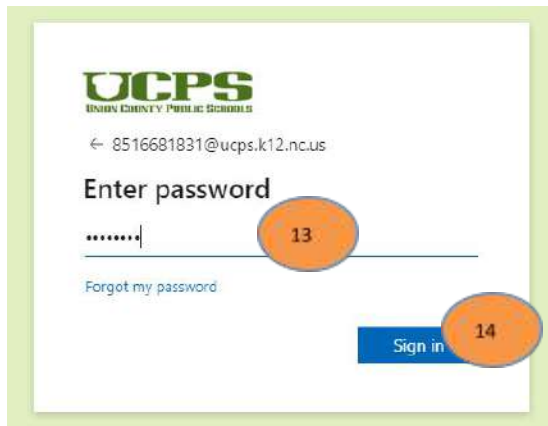 UCPS
UNION COUNTY PUBLIC SCHOOLS
← 8516681831@ucps.k12.nc.us
Enter password
••••••••
13
Forgot my password
Sign in
14